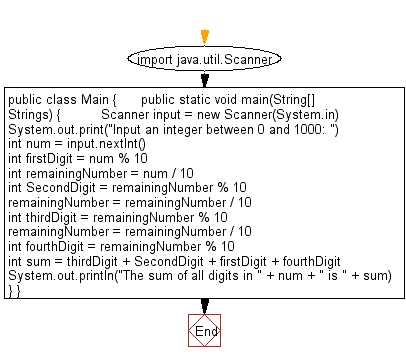 import java.util.Scanner
public class Main {      public static void main(String[]
Strings) {         Scanner input = new Scanner(System.in)
System.out.print("Input an integer between 0 and 1000: ")
int num = input.nextInt()
int firstDigit = num % 10
int remainingNumber = num / 10
int SecondDigit = remainingNumber % 10
remainingNumber = remainingNumber / 10
int thirdDigit = remainingNumber % 10
remainingNumber = remainingNumber / 10
int fourthDigit = remainingNumber % 10
int sum = thirdDigit + SecondDigit + firstDigit + fourthDigit
System.out.println("The sum of all digits in " + num + " is " + sum)
} }
End